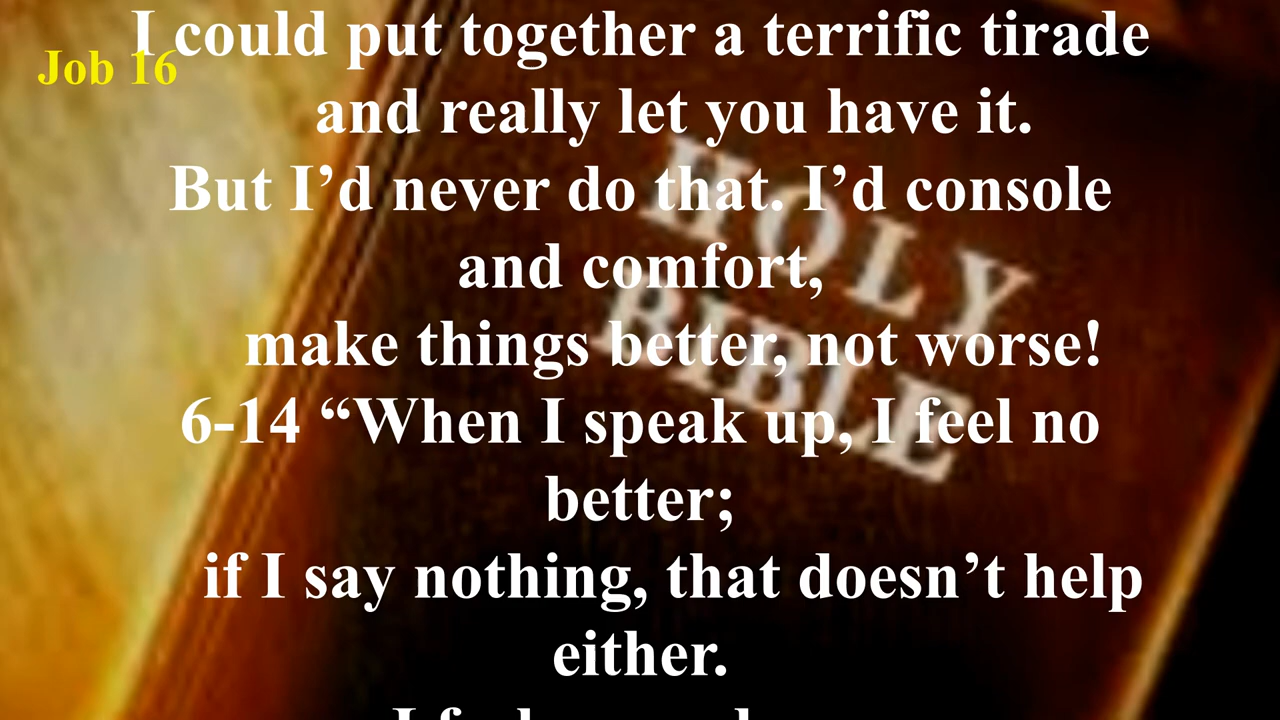 I could put together a terrific tirade
Job 16
and really let you have it.
But I’d never do that. I’d console
and comfort,
make things better, not worse!
6-14 “When I speak up, I feel no
better;
if I say nothing, that doesn’t help
either.
HOLY
BIBLE